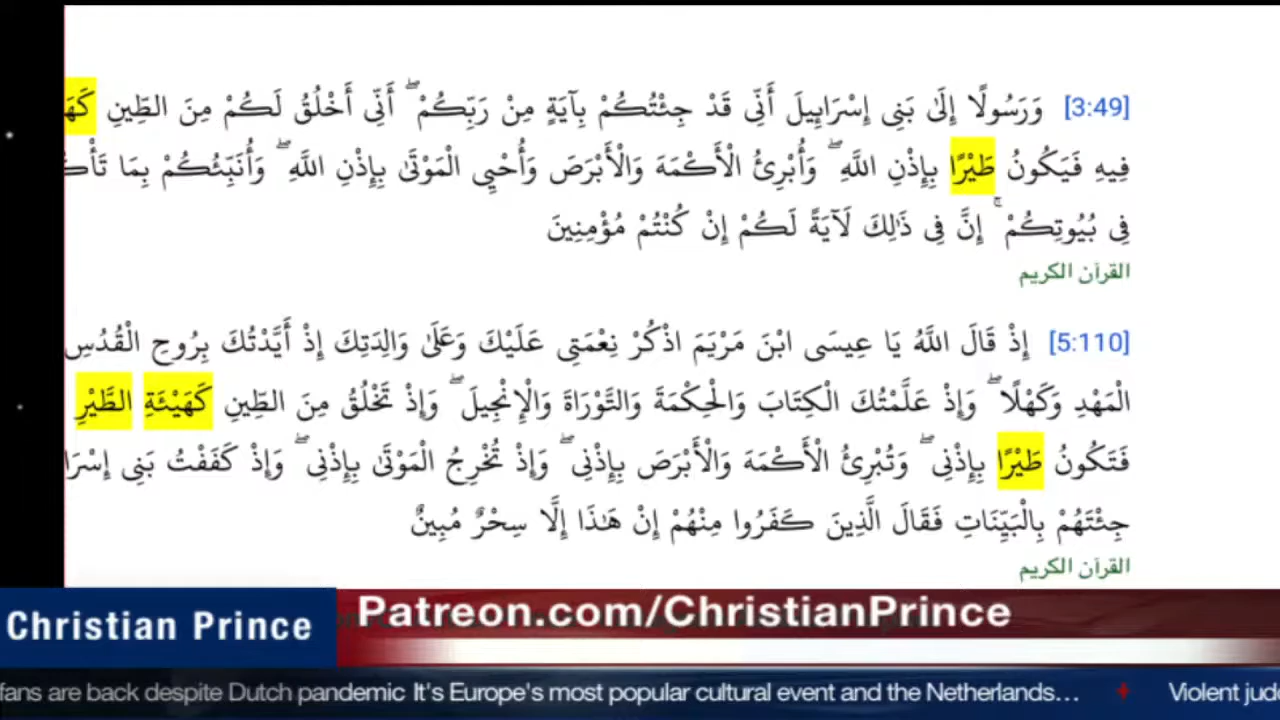 [3:49] وَرَسُولًا إِلَىٰ بَنِي إِسْرَائِيلَ أَنِّي قَدْ جِئْتُكُمْ بِآيَةٍ مِنْ رَبِّكُمْ ۖ أَنِّي أَخْلُقُ لَكُمْ مِنَ الطِّينِ
فِيهِ فَيَكُونُ طَيْرًا بِإِذْنِ اللَّهِ ۖ وَأُبْرِئُ الْأَكْمَهَ وَالْأَبْرَصَ وَأُحْيِي الْمَوْتَىٰ بِإِذْنِ اللَّهِ ۖ وَأُنَبِّئُكُمْ بِمَا
فِي بُيُوتِكُمْ ۚ إِنَّ فِي ذَٰلِكَ لَآيَةً لَكُمْ إِنْ كُنْتُمْ مُؤْمِنِينَ
القرآن الكريم
[5:110] إِذْ قَالَ اللَّهُ يَا عِيسَى ابْنَ مَرْيَمَ اذْكُرْ نِعْمَتِي عَلَيْكَ وَعَلَىٰ وَالِدَتِكَ إِذْ أَيَّدْتُكَ بِرُوحِ الْقُدُسِ
الْمَهْدِ وَكَهْلًا ۖ وَإِذْ عَلَّمْتُكَ الْكِتَابَ وَالْحِكْمَةَ وَالتَّوْرَاةَ وَالْإِنْجِيلَ ۖ وَإِذْ تَخْلُقُ مِنَ الطِّينِ كَهَيْئَةِ الطَّيْرِ
فَتَكُونُ طَيْرًا بِإِذْنِي ۖ وَتُبْرِئُ الْأَكْمَهَ وَالْأَبْرَصَ بِإِذْنِي ۖ وَإِذْ تُخْرِجُ الْمَوْتَىٰ بِإِذْنِي ۖ وَإِذْ كَفَفْتُ بَنِي
جِئْتَهُمْ بِالْبَيِّنَاتِ فَقَالَ الَّذِينَ كَفَرُوا مِنْهُمْ إِنْ هَٰذَا إِلَّا سِحْرٌ مُبِينٌ
القرآن الكريم
Christian Prince
Patreon.com/ChristianPrince
fans are back despite Dutch pandemic It's Europe's most popular cultural event and the Netherlands... Violent